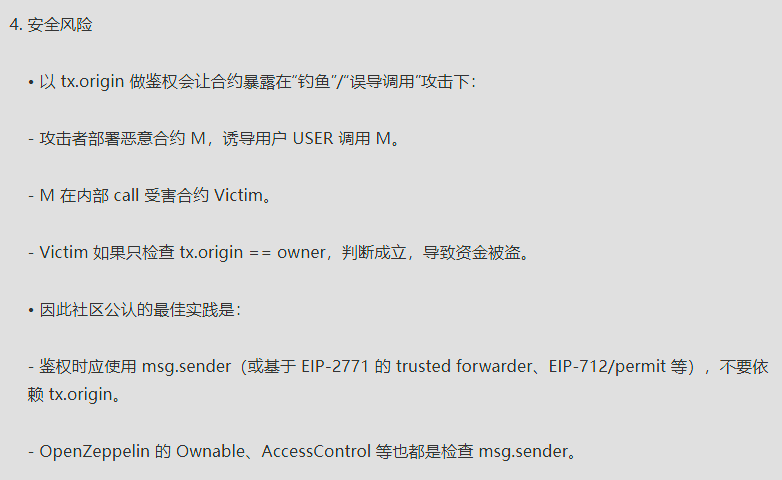 4. 安全风险
• 以 tx.origin 做鉴权会让合约暴露在“钓鱼”/“误导调用”攻击下：
- 攻击者部署恶意合约 M，诱导用户 USER 调用 M。
- M 在内部 call 受害合约 Victim。
- Victim 如果只检查 tx.origin == owner，判断成立，导致资金被盗。
• 因此社区公认的最佳实践是：
- 鉴权时应使用 msg.sender（或基于 EIP-2771 的 trusted forwarder、EIP-712/permit 等），不要依
赖 tx.origin。
- OpenZeppelin 的 Ownable、AccessControl 等也都是检查 msg.sender。